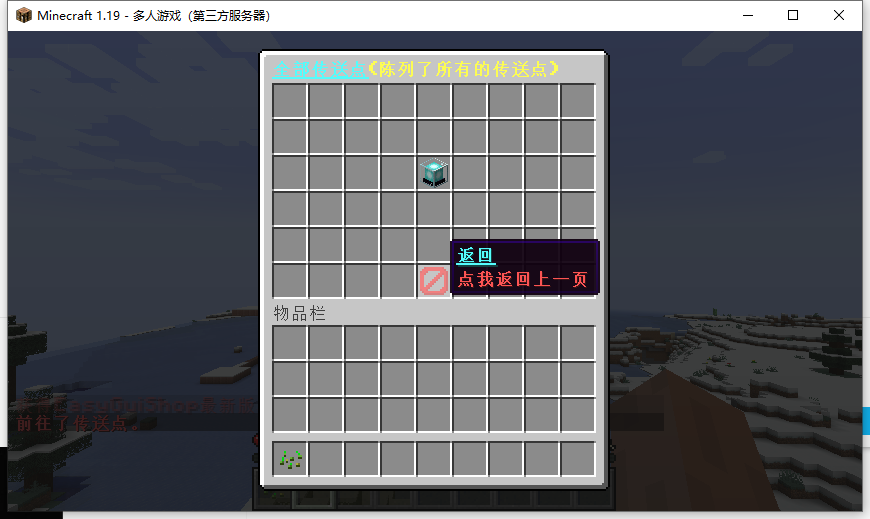 Minecraft 1.19 - 多人游戏（第三方服务器）
全部传送点《陈列了所有的传送点》
返回
点我返回上一页
物品栏
EasyGuiShop
前往了传送点。